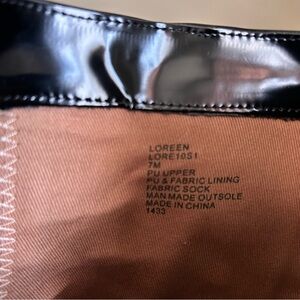 LOREEN
LORE10S1
7M
PU UPPER
PU & FABRIC LINING
FABRIC SOCK
MAN MADE OUTSOLE
MADE IN CHINA
1433